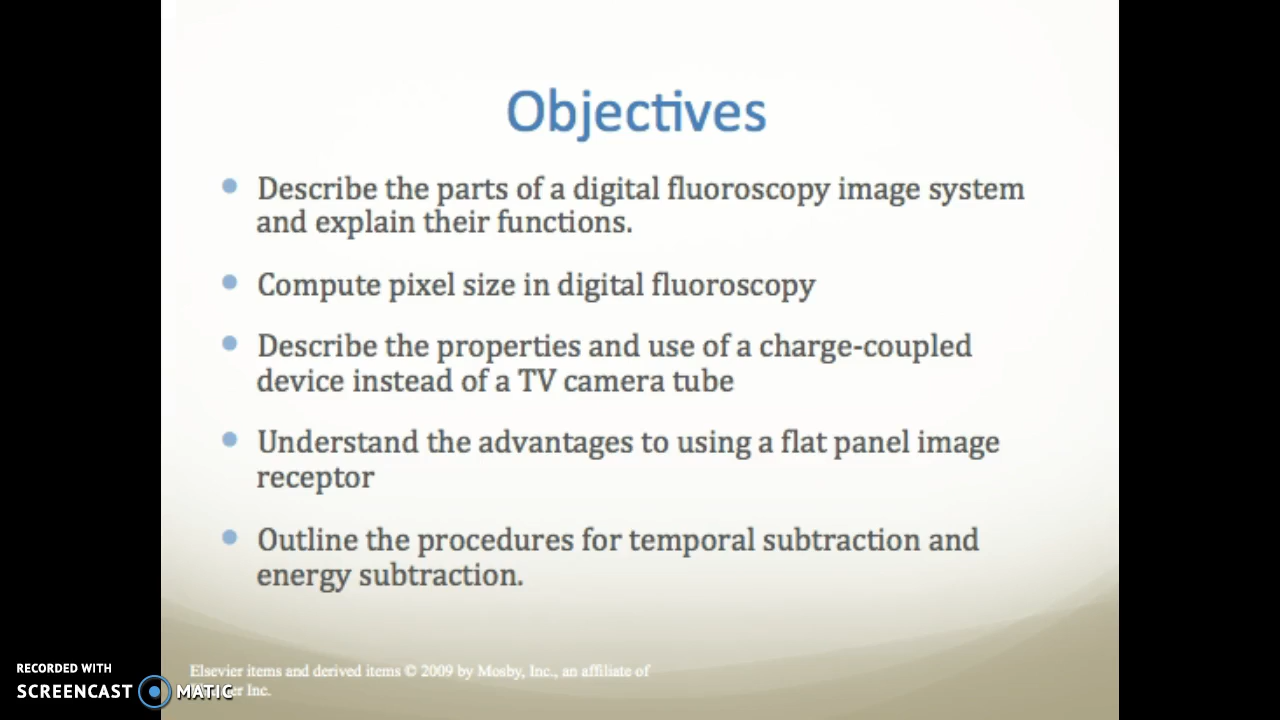 Objectives
Describe the parts of a digital fluoroscopy image system
and explain their functions.
Compute pixel size in digital fluoroscopy
Describe the properties and use of a charge-coupled
device instead of a TV camera tube
Understand the advantages to using a flat panel image
receptor
Outline the procedures for temporal subtraction and
energy subtraction.
Elsevier items and derived items © 2009 by Mosby, Inc., an affiliate of
Inc.
RECORDED WITH
SCREENCAST MATIC